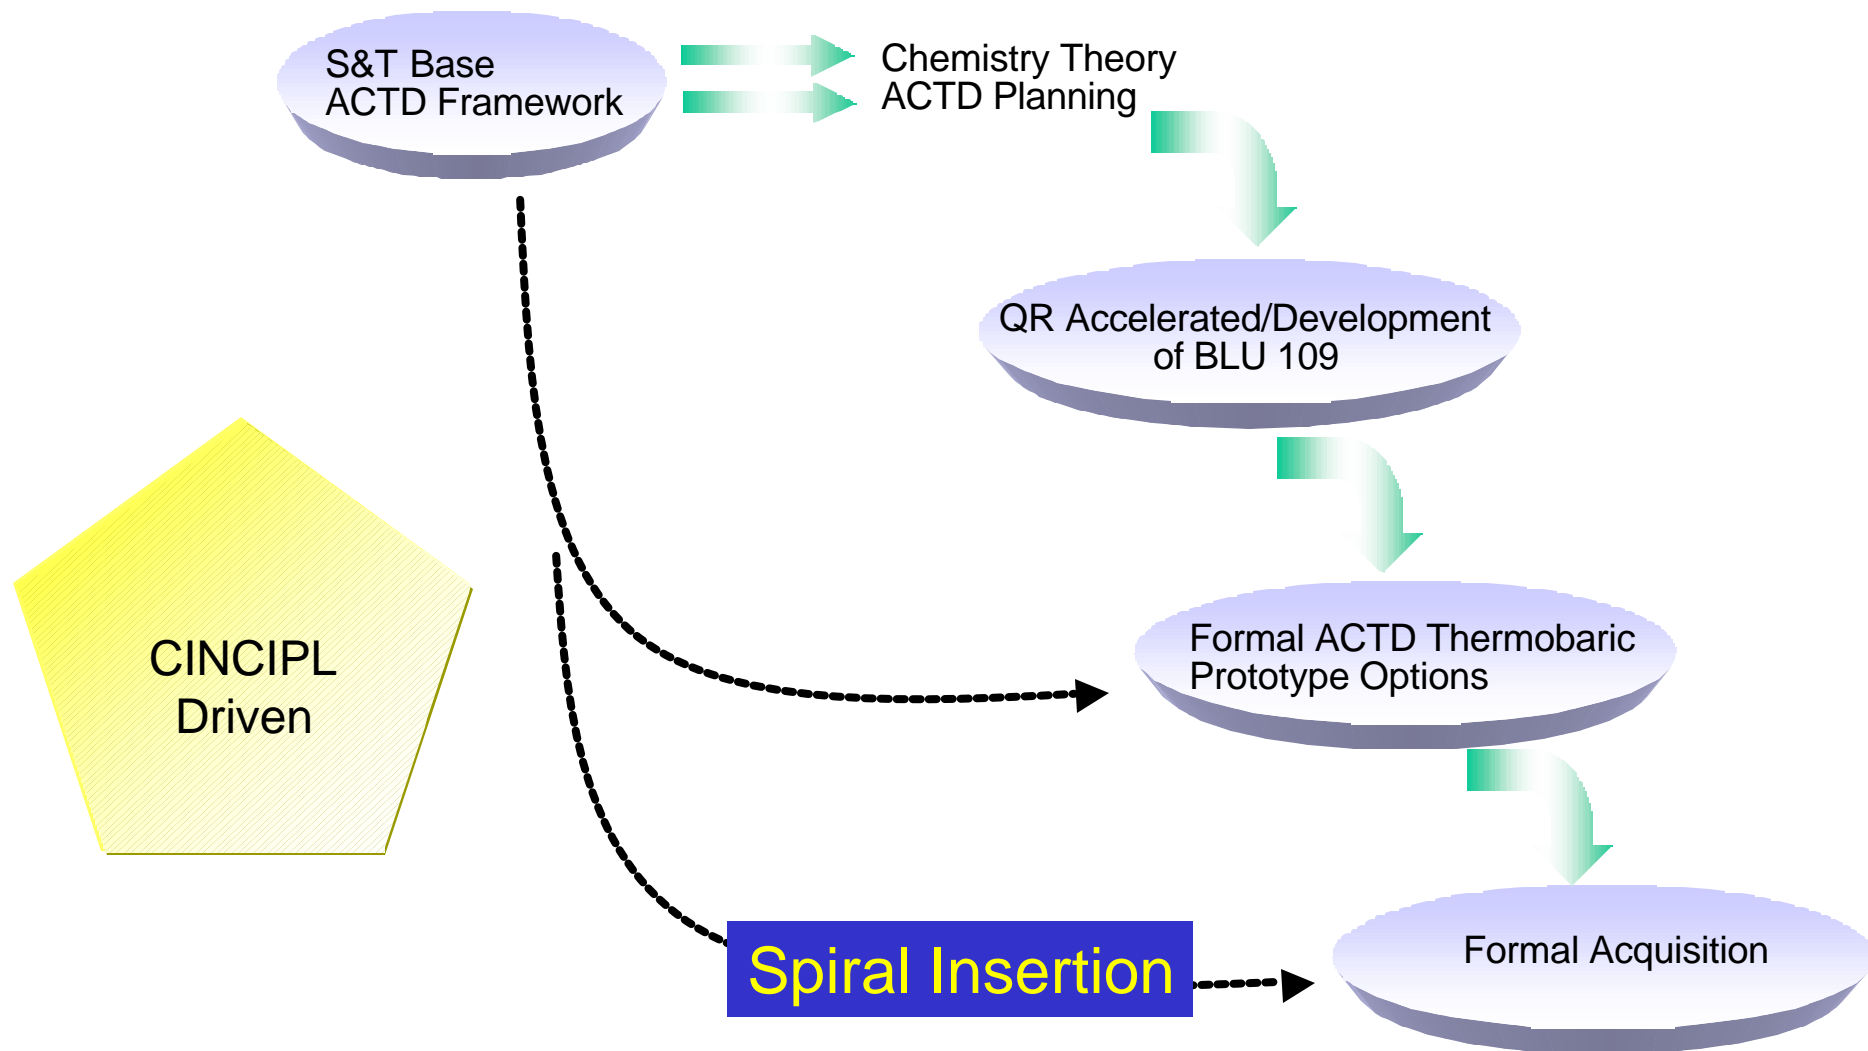 S&T Base
ACTD Framework
Chemistry Theory
ACTD Planning
QR Accelerated/Development
of BLU 109
CINCIPL
Driven
Formal ACTD Thermobaric
Prototype Options
Spiral Insertion
Formal Acquisition